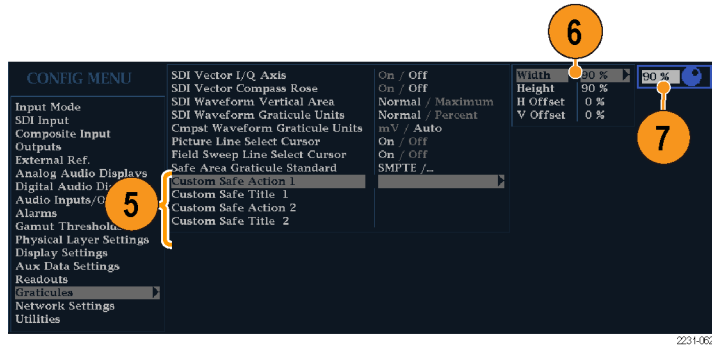 6
CONFIG MENU
Input Mode
SDI Input
Composite Input
Outputs
External Ref.
Analog Audio Displays
Digital Audio
Audio Inputs/O
Alarms
Gamut Threshold
Physical Layer Settings
Display Settings
Aux Data Settings
Readouts
Graticules
Network Settings
Utilities
5
SDI Vector I/Q Axis On / Off
SDI Vector Compass Rose On / Off
SDI Waveform Vertical Area Normal / Maximum
SDI Waveform Graticule Units Normal / Percent
Cmpst Waveform Graticule Units mV / Auto
Picture Line Select Cursor On / Off
Field Sweep Line Select Cursor On / Off
Safe Area Graticule Standard SMPTE /...
Custom Safe Action 1
Custom Safe Title 1
Custom Safe Action 2
Custom Safe Title 2
Width 90 %
Height 90 %
H Offset 0 %
V Offset 0 %
90 %
7
2231-062